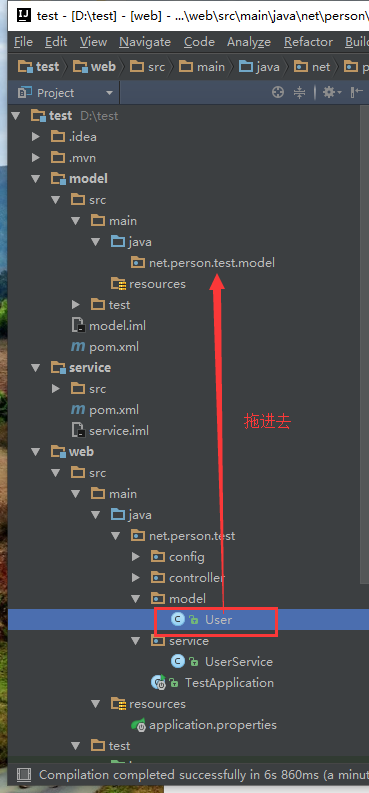 test - [D:\test] - [web] - ...\web\src\main\java\net\person\
File Edit View Navigate Code Analyze Refactor Build
test web src main java net p
Project
test D:\test
.idea
.mvn
model
src
main
java
net.person.test.model
resources
test
model.iml
pom.xml
service
src
pom.xml
service.iml
拖进去
web
src
main
java
net.person.test
config
controller
model
User
service
UserService
TestApplication
resources
application.properties
test
Compilation completed successfully in 6s 860ms (a minut